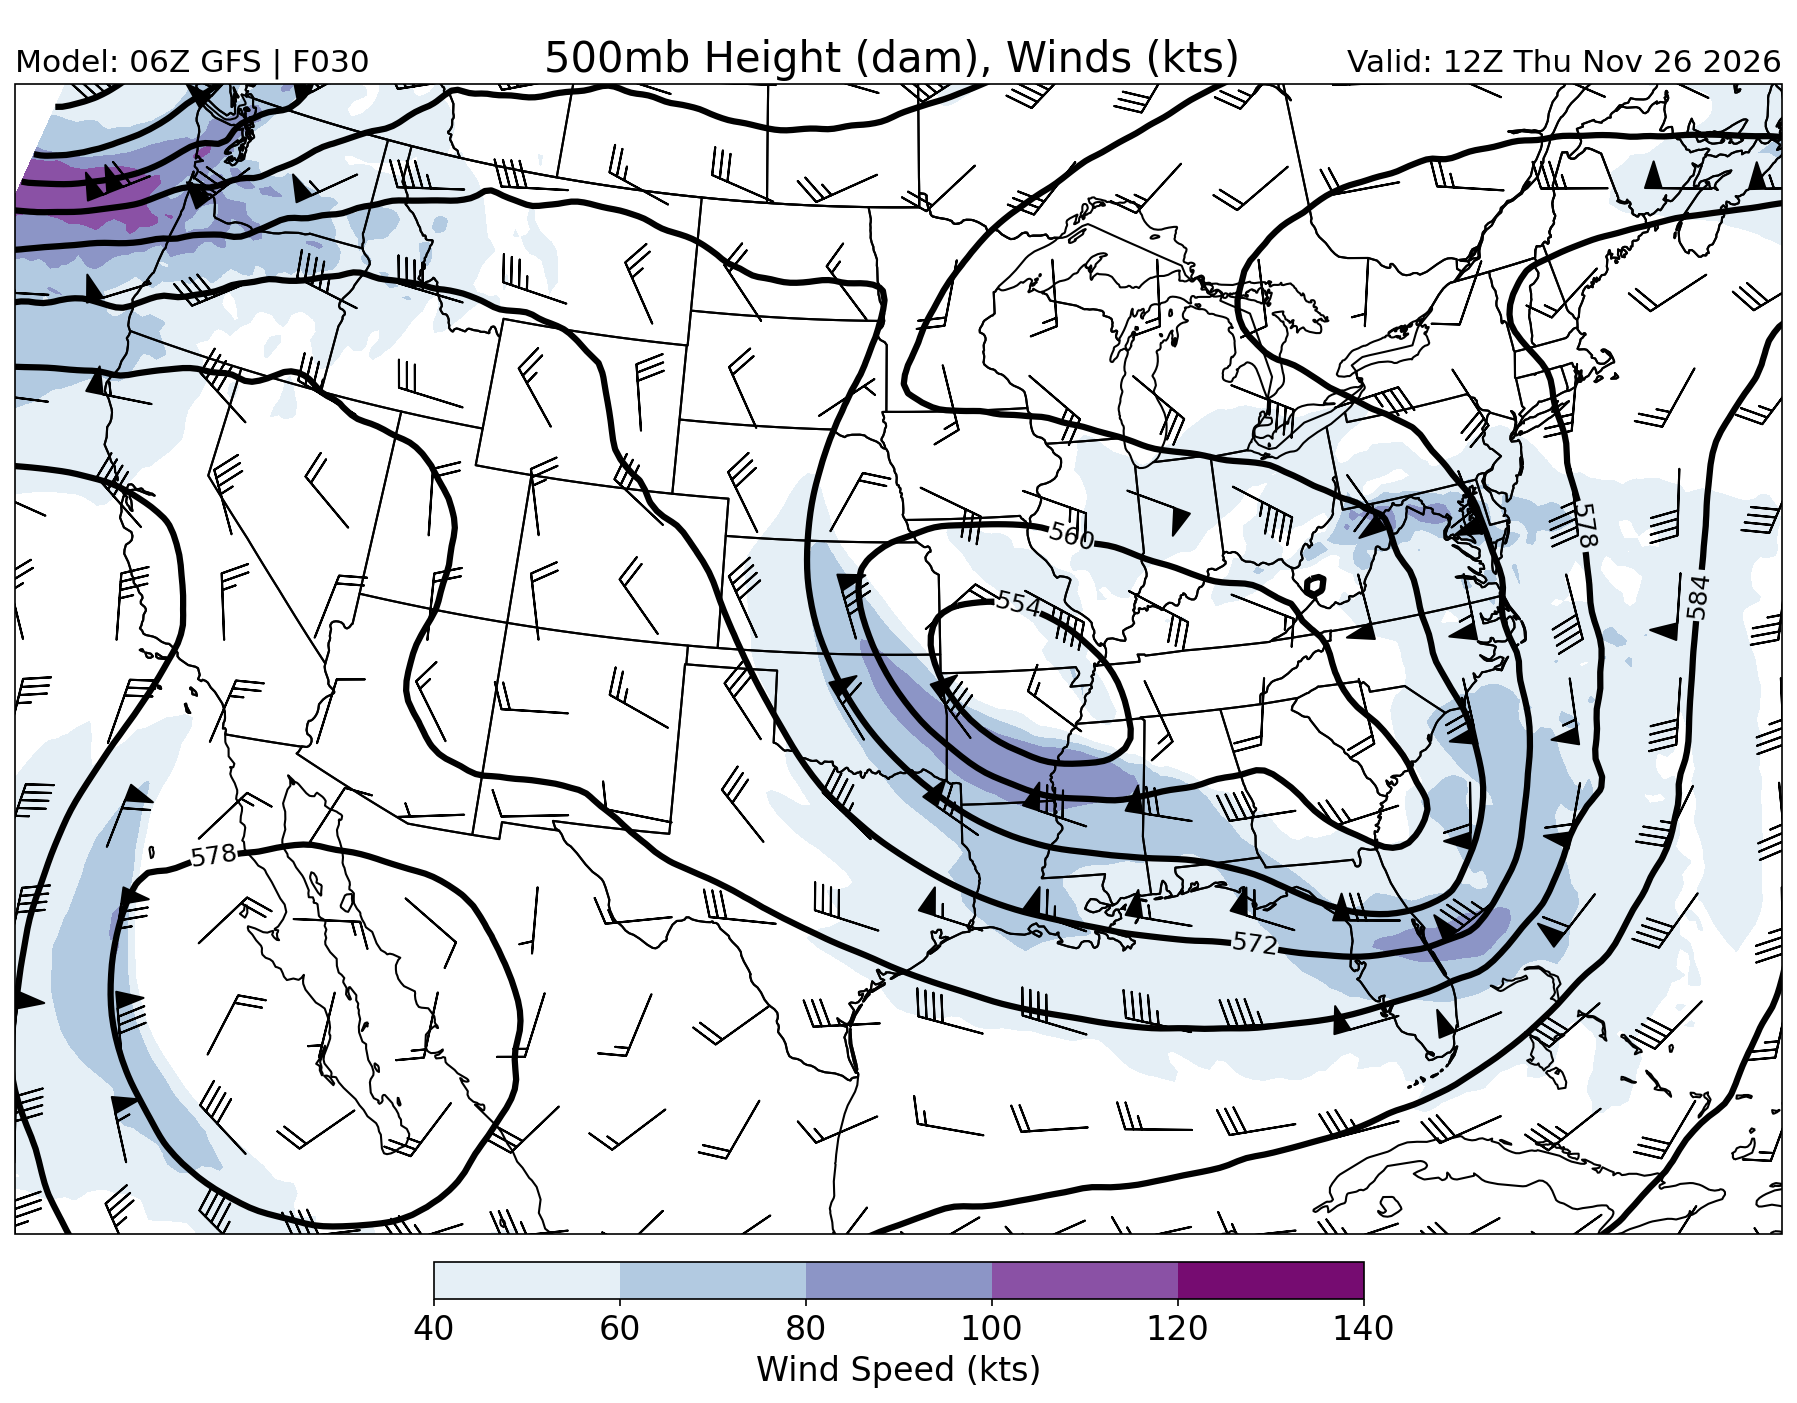 Model: 06Z GFS | F030
500mb Height (dam), Winds (kts)
Valid: 12Z Thu Nov 26 2026
560
578
554
584
578
572
40 60 80 100 120 140
Wind Speed (kts)